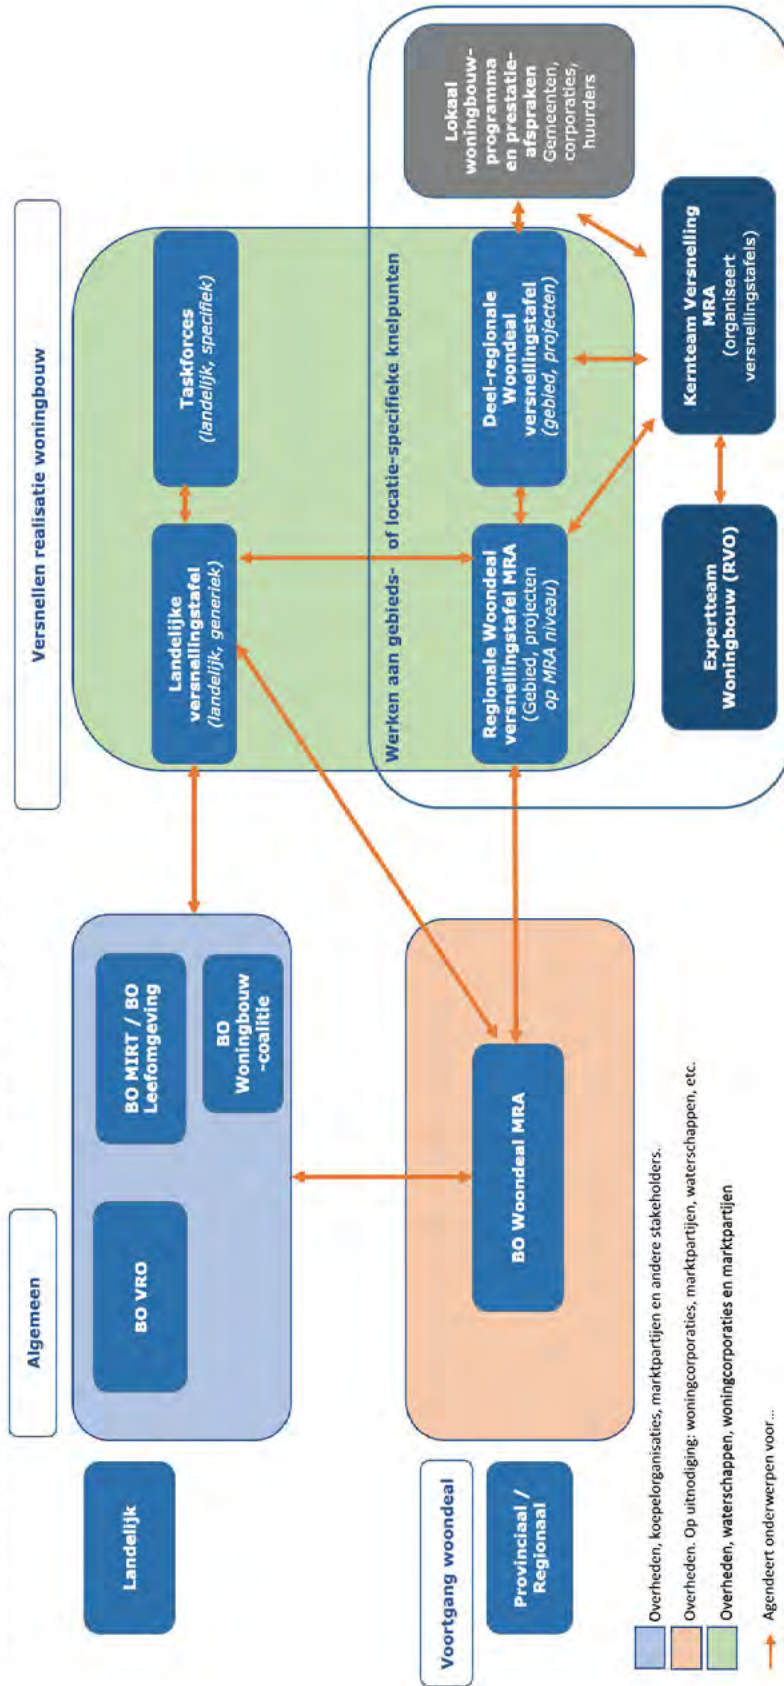 Algemeen
Versnellen realisatie woningbouw
Landelijk
BO VRO
BO MIRT / BO
Leefomgeving
BO
Woningbouw
-coalitie
Landelijke
versnellingstafel
(landelijk, generiek)
Taskforces
(landelijk, specifiek)
Werken aan gebieds- of locatie-specifieke knelpunten
Voortgang woondeal
Provinciaal /
Regionaal
BO Woondeal MRA
Regionale Woondeal
versnellingstafel MRA
(Gebied, projecten
op MRA niveau)
Deel-regionale
Woondeal
versnellingstafel
(gebied, projecten)
Lokaal
woningbouw-
programma
en prestatie-
afspraken
Gemeenten,
corporaties,
huurders
Expertteam
Woningbouw (RVO)
Kernteam Versnelling
MRA
(organiseert
versnellingstafels)
Overheden, koepelorganisaties, marktpartijen en andere stakeholders.
Overheden. Op uitnodiging: woningcorporaties, marktpartijen, waterschappen, etc.
Overheden, waterschappen, woningcorporaties en marktpartijen
Agendeert onderwerpen voor...